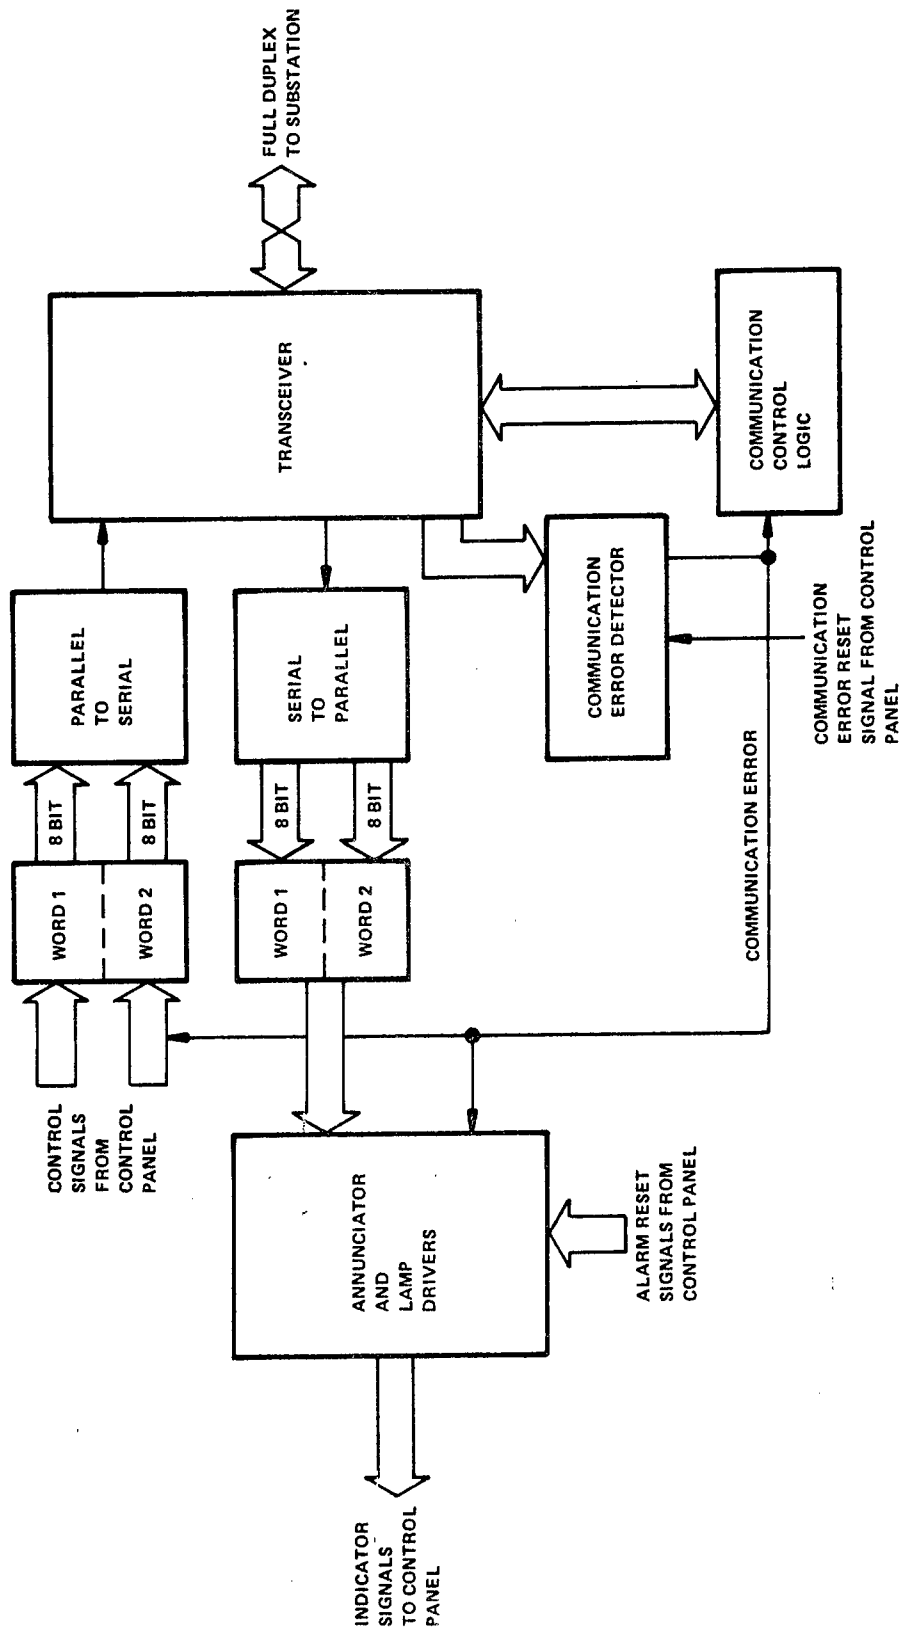 CONTROL
SIGNALS
FROM
CONTROL
PANEL
WORD 1
WORD 2
8 BIT
8 BIT
PARALLEL
TO
SERIAL
TRANSCEIVER
FULL DUPLEX
TO SUBSTATION
WORD 1
WORD 2
8 BIT
8 BIT
SERIAL
TO
PARALLEL
INDICATOR
SIGNALS
TO CONTROL
PANEL
ANNUNCIATOR
AND
LAMP
DRIVERS
ALARM RESET
SIGNALS FROM
CONTROL PANEL
COMMUNICATION
ERROR DETECTOR
COMMUNICATION ERROR
COMMUNICATION
ERROR RESET
SIGNAL FROM CONTROL
PANEL
COMMUNICATION
CONTROL
LOGIC